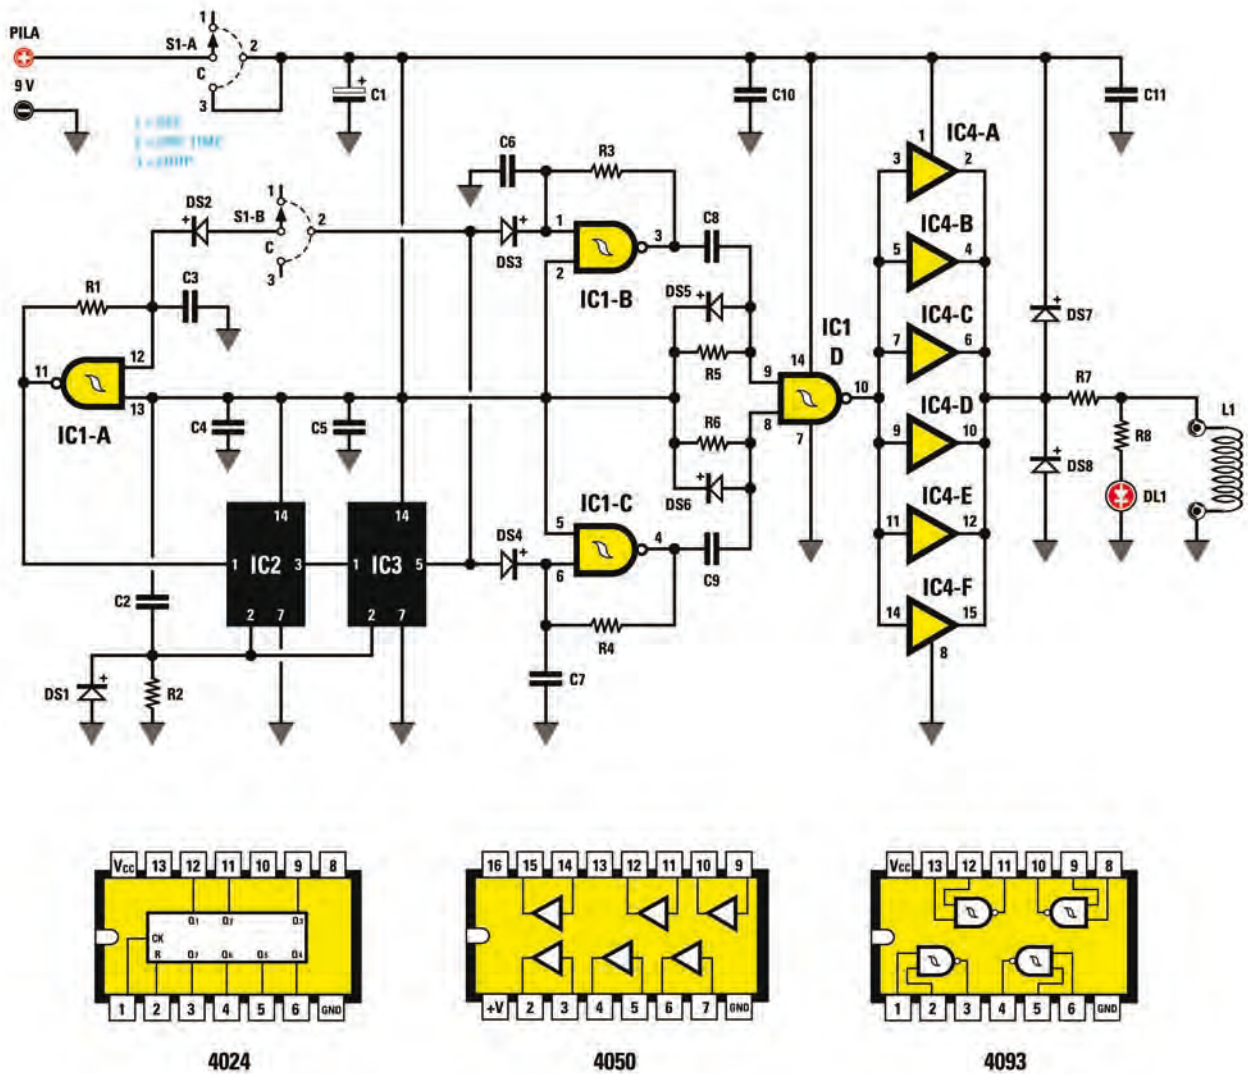 PILA
9 V
1
S1-A
2
C
3
C1
C10
C11
1 = OFF
2 = ONE TIME
3 = LOOP
DS2
1
S1-B
2
C
3
C6
R3
DS3
1
2
3
IC1-B
C8
R1
C3
11
12
13
IC1-A
C4
C5
DS5
R5
R6
DS6
14
9
8
7
10
IC1
D
1
IC4-A
3
2
IC4-B
5
4
IC4-C
7
6
IC4-D
9
10
IC4-E
11
12
IC4-F
14
15
8
DS7
R7
DS8
R8
DL1
L1
14
1
IC2
3
2
7
14
1
IC3
5
2
7
DS4
IC1-C
5
6
4
C9
R4
C7
C2
DS1
R2
VCC 13 12 11 10 9 8
Q1 Q2 Q3
CK
R Q7 Q6 Q5 Q4
1 2 3 4 5 6 GND
4024
16 15 14 13 12 11 10 9
+V 2 3 4 5 6 7 GND
4050
VCC 13 12 11 10 9 8
1 2 3 4 5 6 GND
4093